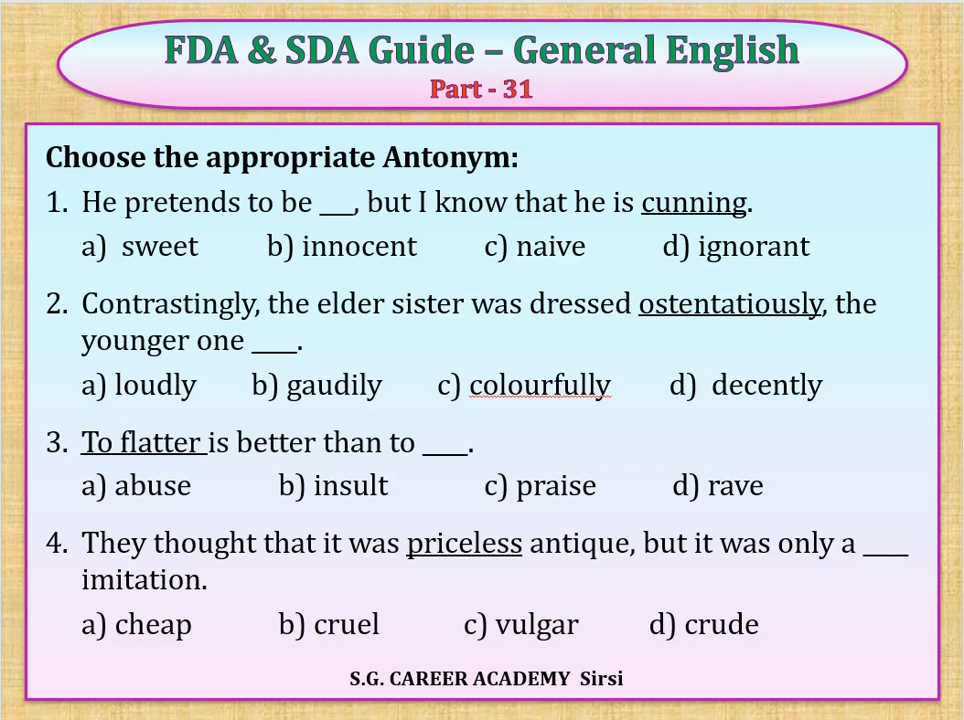 FDA & SDA Guide – General English
Part - 31
Choose the appropriate Antonym:
1. He pretends to be ___, but I know that he is cunning.
a) sweet b) innocent c) naive d) ignorant
2. Contrastingly, the elder sister was dressed ostentatiously, the
younger one ____.
a) loudly b) gaudily c) colourfully d) decently
3. To flatter is better than to ____.
a) abuse b) insult c) praise d) rave
4. They thought that it was priceless antique, but it was only a ____
imitation.
a) cheap b) cruel c) vulgar d) crude
S.G. CAREER ACADEMY Sirsi